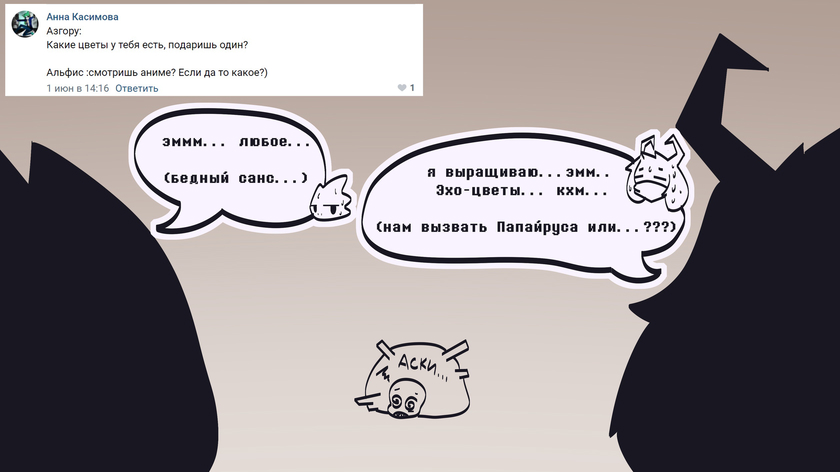 Анна Касимова
Азгору:
Какие цветы у тебя есть, подаришь один?
Альфис :смотришь аниме? Если да то какое?)
1 июн в 14:16 Ответить
1
эммм... любое...
(бедный санс...)
я выращиваю...эмм..
Эхо-цветы... кхм...
(нам вызвать Папайруса или...???)
АСКИ...